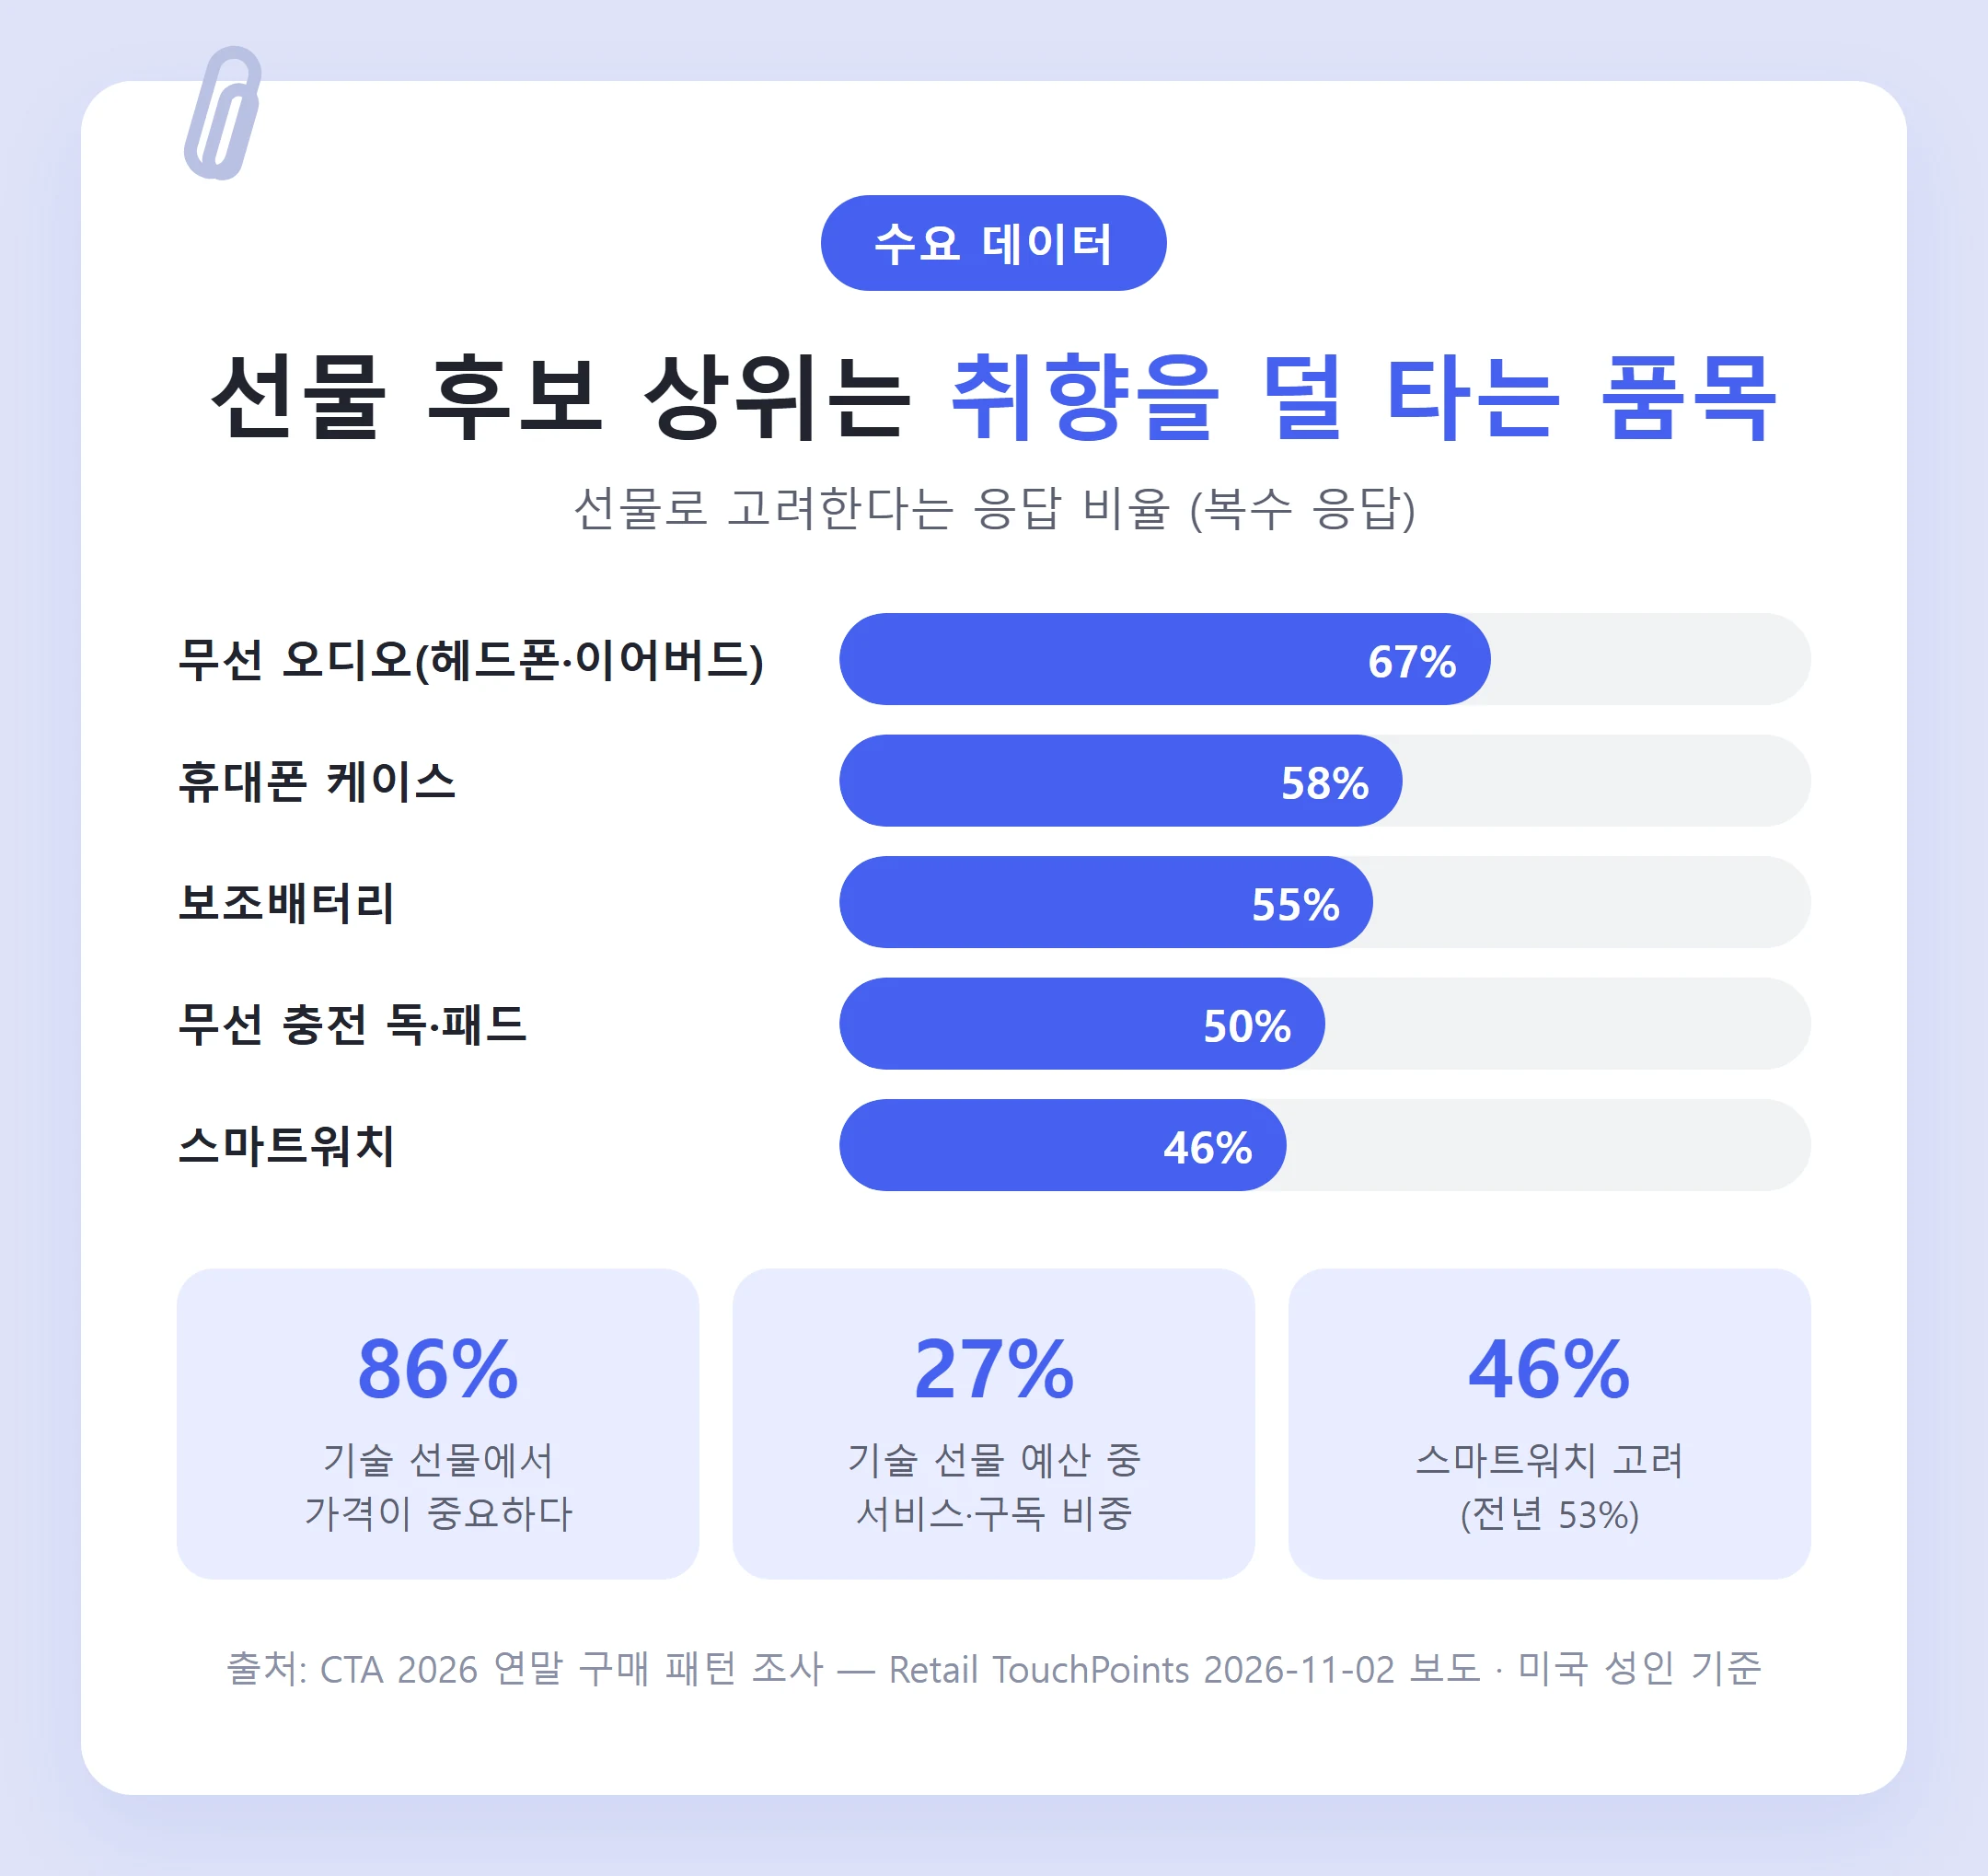 수요 데이터
선물 후보 상위는 취향을 덜 타는 품목
선물로 고려한다는 응답 비율 (복수 응답)
무선 오디오(헤드폰·이어버드) 67%
휴대폰 케이스 58%
보조배터리 55%
무선 충전 독·패드 50%
스마트워치 46%
86%
기술 선물에서
가격이 중요하다
27%
기술 선물 예산 중
서비스·구독 비중
46%
스마트워치 고려
(전년 53%)
출처: CTA 2026 연말 구매 패턴 조사 — Retail TouchPoints 2026-11-02 보도 · 미국 성인 기준